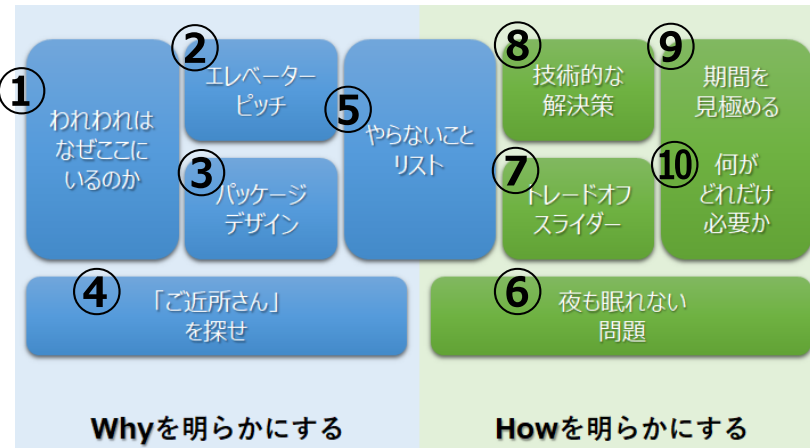 ①
われわれは
なぜここに
いるのか
②
エレベーター
ピッチ
③
パッケージ
デザイン
④
「ご近所さん」
を探せ
⑤
やらないこと
リスト
⑧
技術的な
解決策
⑦
トレードオフ
スライダー
⑨
期間を
見極める
⑩
何が
どれだけ
必要か
⑥
夜も眠れない
問題
Whyを明らかにする
Howを明らかにする